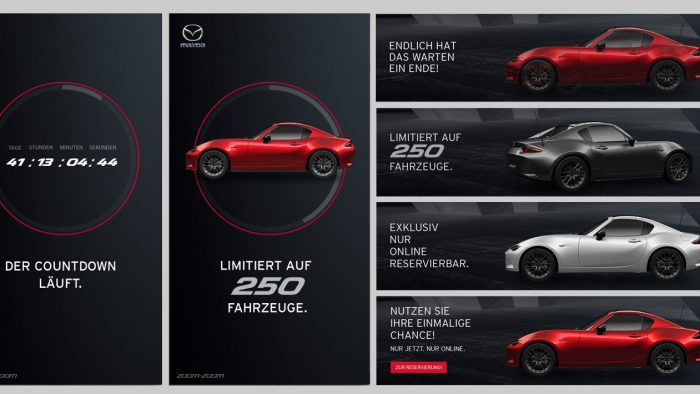 TAGE STUNDEN MINUTEN SEKUNDEN
41 : 13 : 04 : 44
DER COUNTDOWN
LÄUFT.
zoom-zoom
mazda
LIMITIERT AUF
250
FAHRZEUGE.
zoom-zoom
ENDLICH HAT
DAS WARTEN
EIN ENDE!
LIMITIERT AUF
250
FAHRZEUGE.
EXKLUSIV
NUR
ONLINE
RESERVIERBAR.
NUTZEN SIE
IHRE EINMALIGE
CHANCE!
NUR JETZT. NUR ONLINE.
ZUR RESERVIERUNG!